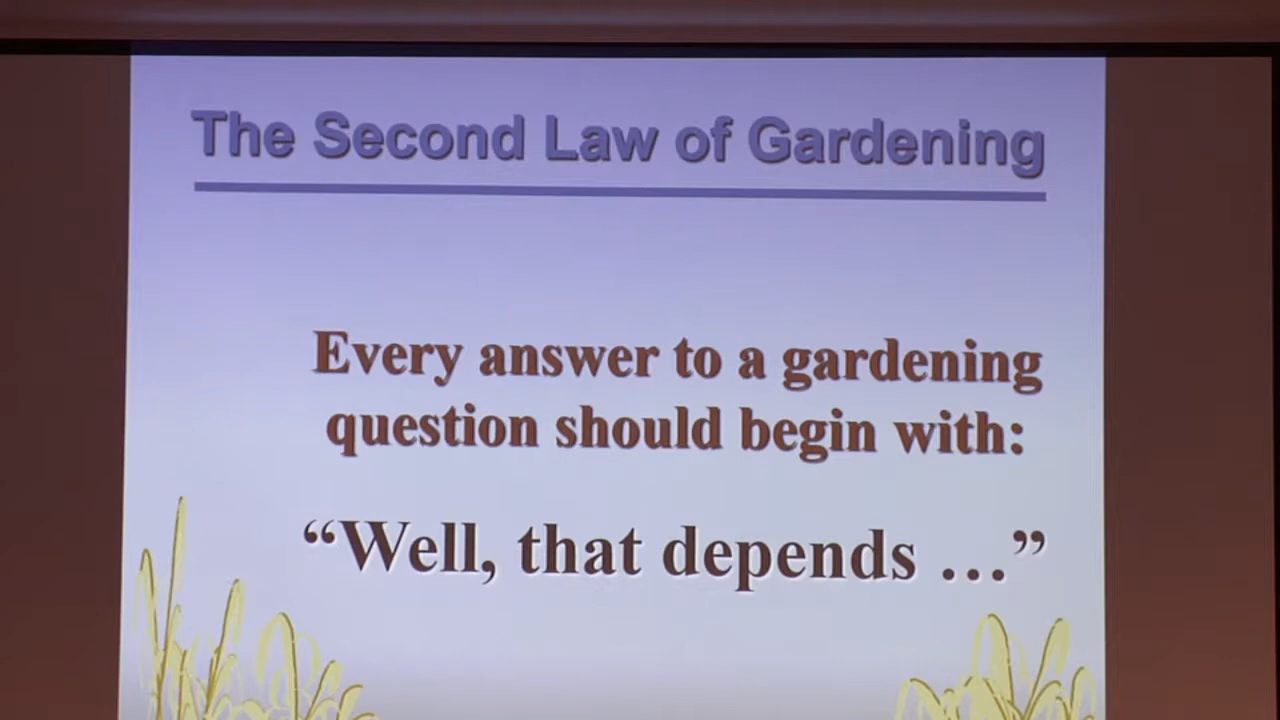 The Second Law of Gardening
Every answer to a gardening
question should begin with:
“Well, that depends …”